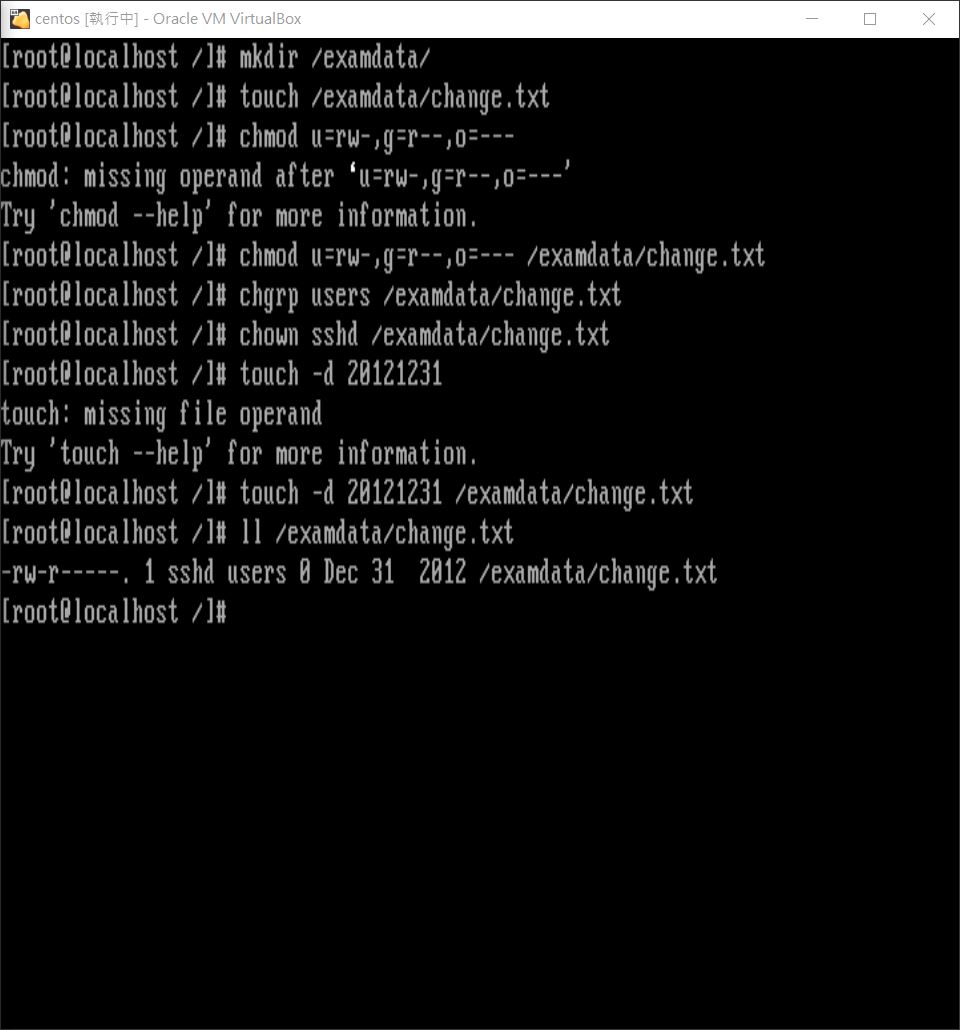 centos [執行中] - Oracle VM VirtualBox
[root@localhost /]# mkdir /examdata/
[root@localhost /]# touch /examdata/change.txt
[root@localhost /]# chmod u=rw-,g=r--,o=---
chmod: missing operand after ‘u=rw-,g=r--,o=---’
Try 'chmod --help' for more information.
[root@localhost /]# chmod u=rw-,g=r--,o=--- /examdata/change.txt
[root@localhost /]# chgrp users /examdata/change.txt
[root@localhost /]# chown sshd /examdata/change.txt
[root@localhost /]# touch -d 20121231
touch: missing file operand
Try 'touch --help' for more information.
[root@localhost /]# touch -d 20121231 /examdata/change.txt
[root@localhost /]# ll /examdata/change.txt
-rw-r-----. 1 sshd users 0 Dec 31  2012 /examdata/change.txt
[root@localhost /]#